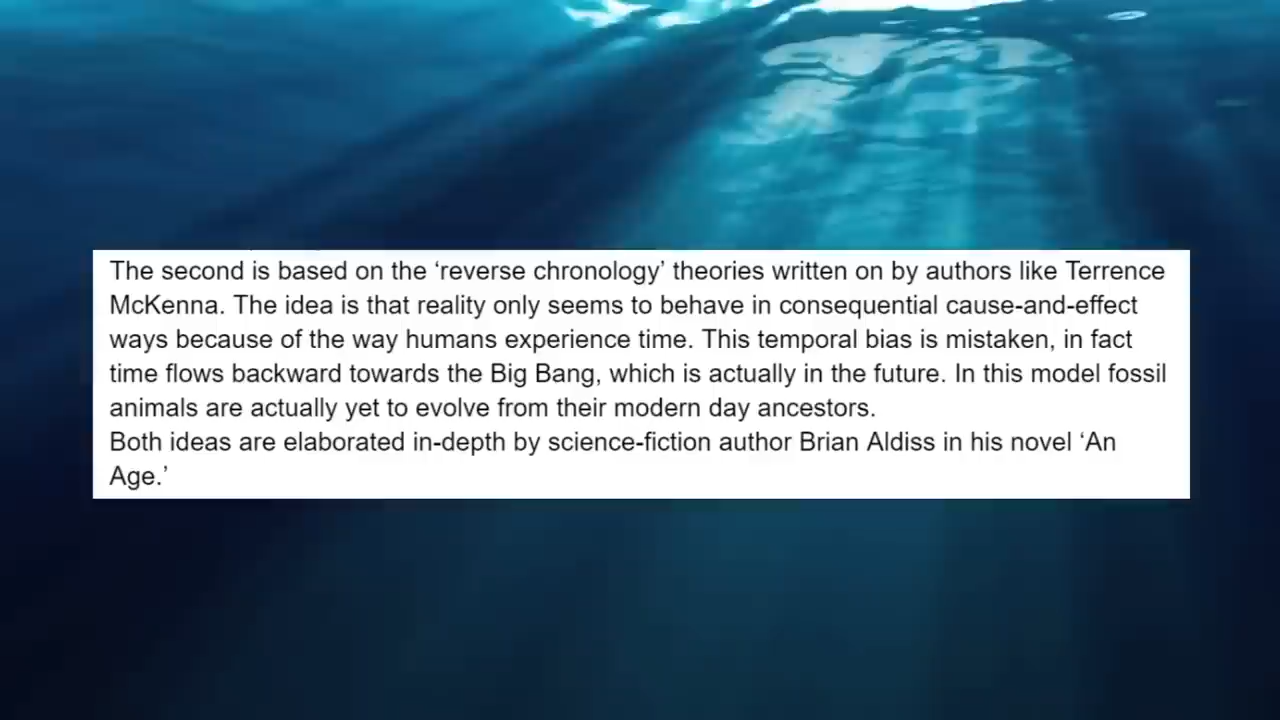 The second is based on the ‘reverse chronology’ theories written on by authors like Terrence
McKenna. The idea is that reality only seems to behave in consequential cause-and-effect
ways because of the way humans experience time. This temporal bias is mistaken, in fact
time flows backward towards the Big Bang, which is actually in the future. In this model fossil
animals are actually yet to evolve from their modern day ancestors.
Both ideas are elaborated in-depth by science-fiction author Brian Aldiss in his novel ‘An
Age.’